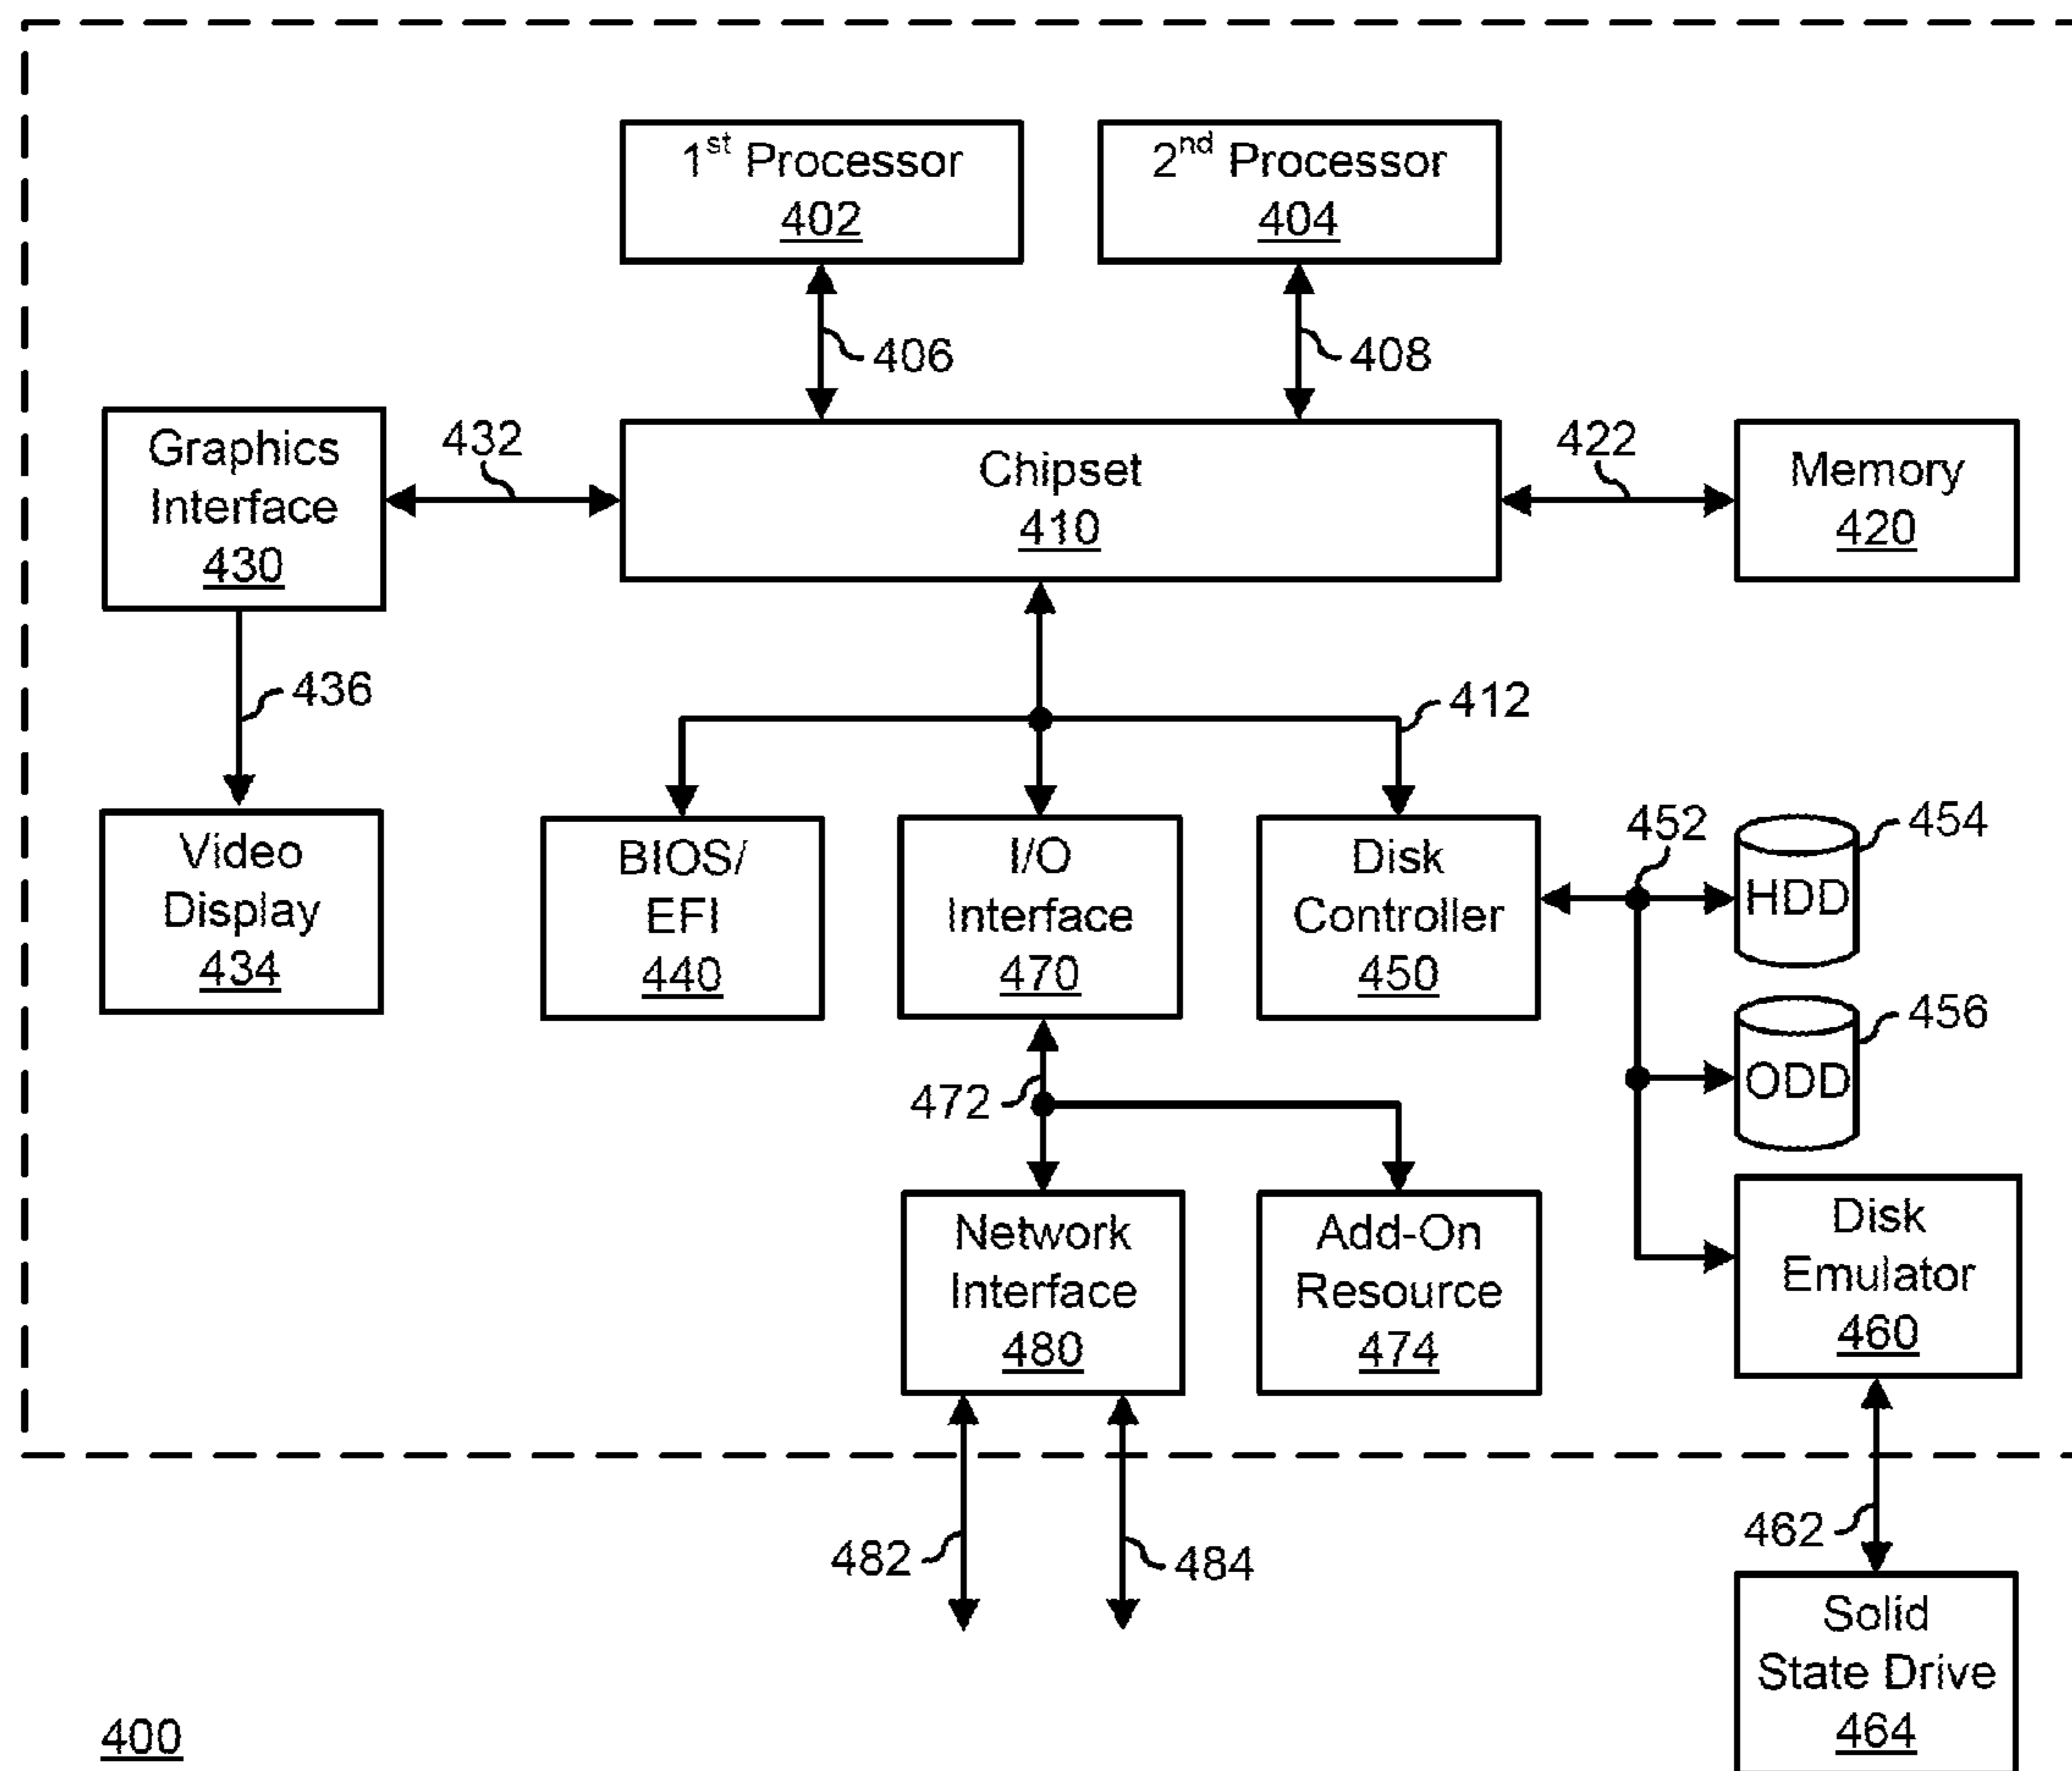 1st Processor
402
2nd Processor
404
406
408
Graphics
Interface
430
432
Chipset
410
422
Memory
420
436
412
Video
Display
434
BIOS/
EFI
440
I/O
Interface
470
Disk
Controller
450
452
HDD
454
ODD
456
472
Network
Interface
480
Add-On
Resource
474
Disk
Emulator
460
482
484
462
Solid
State Drive
464
400